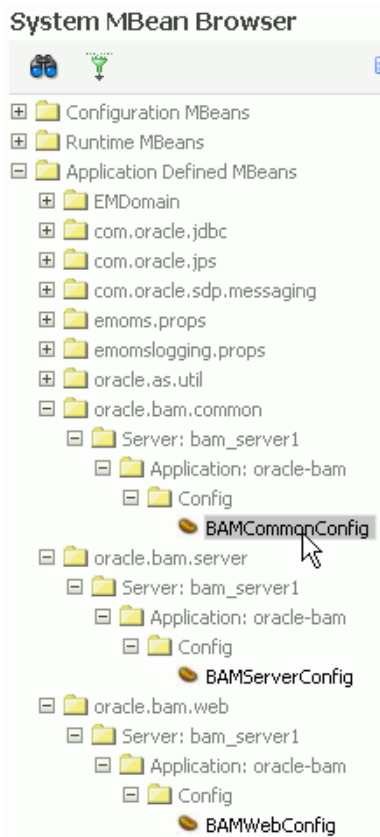 System MBean Browser
Configuration MBeans
Runtime MBeans
Application Defined MBeans
EMDomain
com.oracle.jdbc
com.oracle.jps
com.oracle.sdp.messaging
emoms.props
emomslogging.props
oracle.as.util
oracle.bam.common
Server: bam_server1
Application: oracle-bam
Config
BAMCommonConfig
oracle.bam.server
Server: bam_server1
Application: oracle-bam
Config
BAMServerConfig
oracle.bam.web
Server: bam_server1
Application: oracle-bam
Config
BAMWebConfig